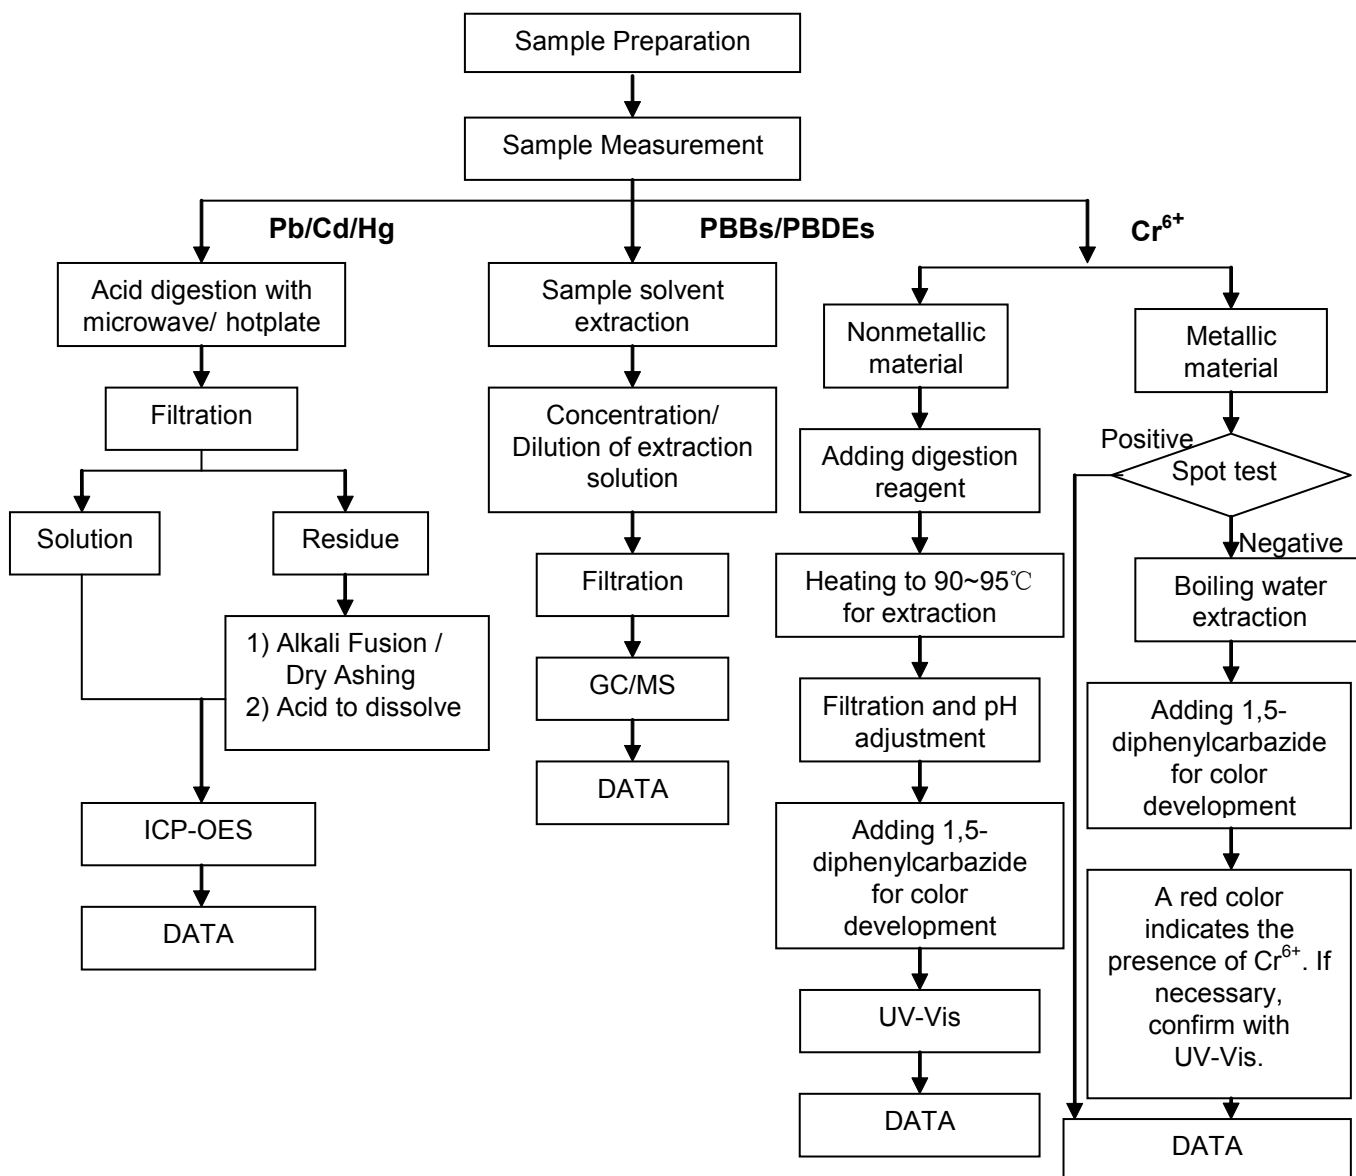 Sample Preparation
Sample Measurement
Pb/Cd/Hg
PBBs/PBDEs
Cr⁶⁺
Acid digestion with
microwave/ hotplate
Filtration
Solution
Residue
1) Alkali Fusion /
Dry Ashing
2) Acid to dissolve
ICP-OES
DATA
Sample solvent
extraction
Concentration/
Dilution of extraction
solution
Filtration
GC/MS
DATA
Nonmetallic
material
Adding digestion
reagent
Heating to 90~95℃
for extraction
Filtration and pH
adjustment
Adding 1,5-
diphenylcarbazide
for color
development
UV-Vis
DATA
Metallic
material
Positive
Spot test
Negative
Boiling water
extraction
Adding 1,5-
diphenylcarbazide
for color
development
A red color
indicates the
presence of Cr⁶⁺. If
necessary,
confirm with
UV-Vis.
DATA